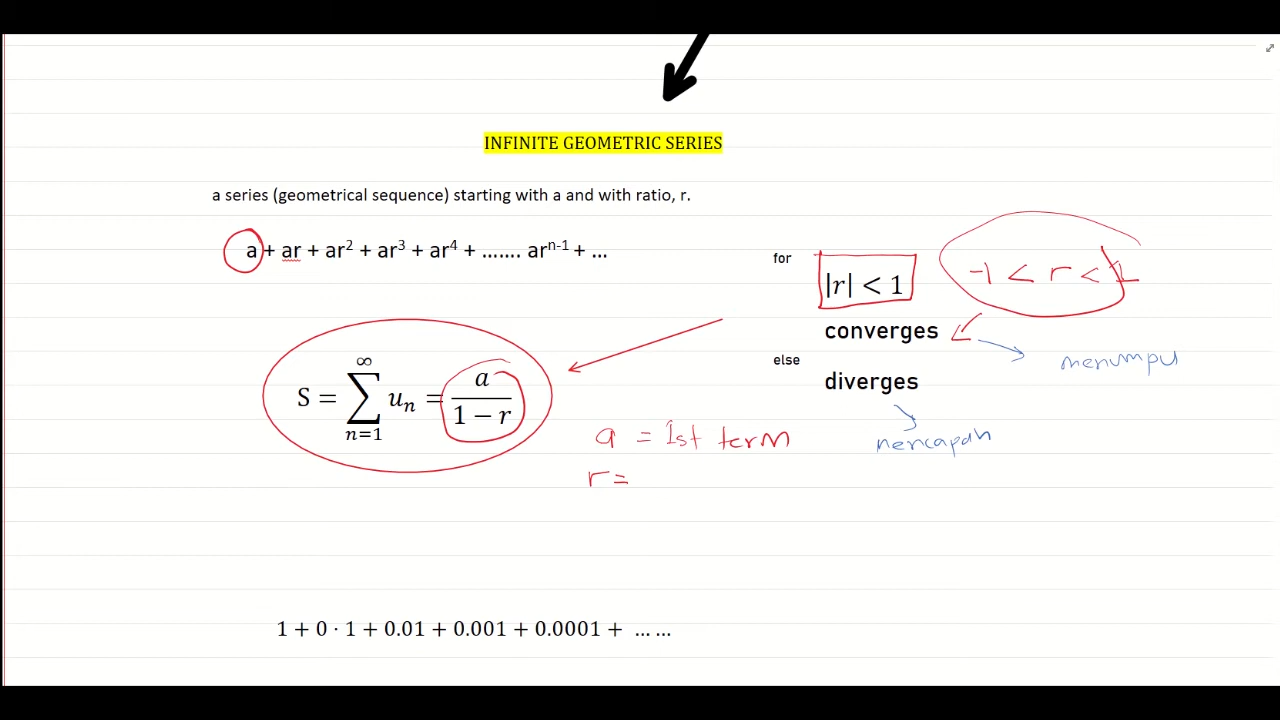 INFINITE GEOMETRIC SERIES
a series (geometrical sequence) starting with a and with ratio, r.
a + ar + ar² + ar³ + ar⁴ + ....... arⁿ⁻¹ + ...
for
|r| < 1
-1 < r < 1
converges
menumpu
else
diverges
mencapah
S = ∑_{n=1}^{∞} uₙ = a/(1 − r)
a = 1st term
r =
1 + 0 · 1 + 0.01 + 0.001 + 0.0001 + ... ...